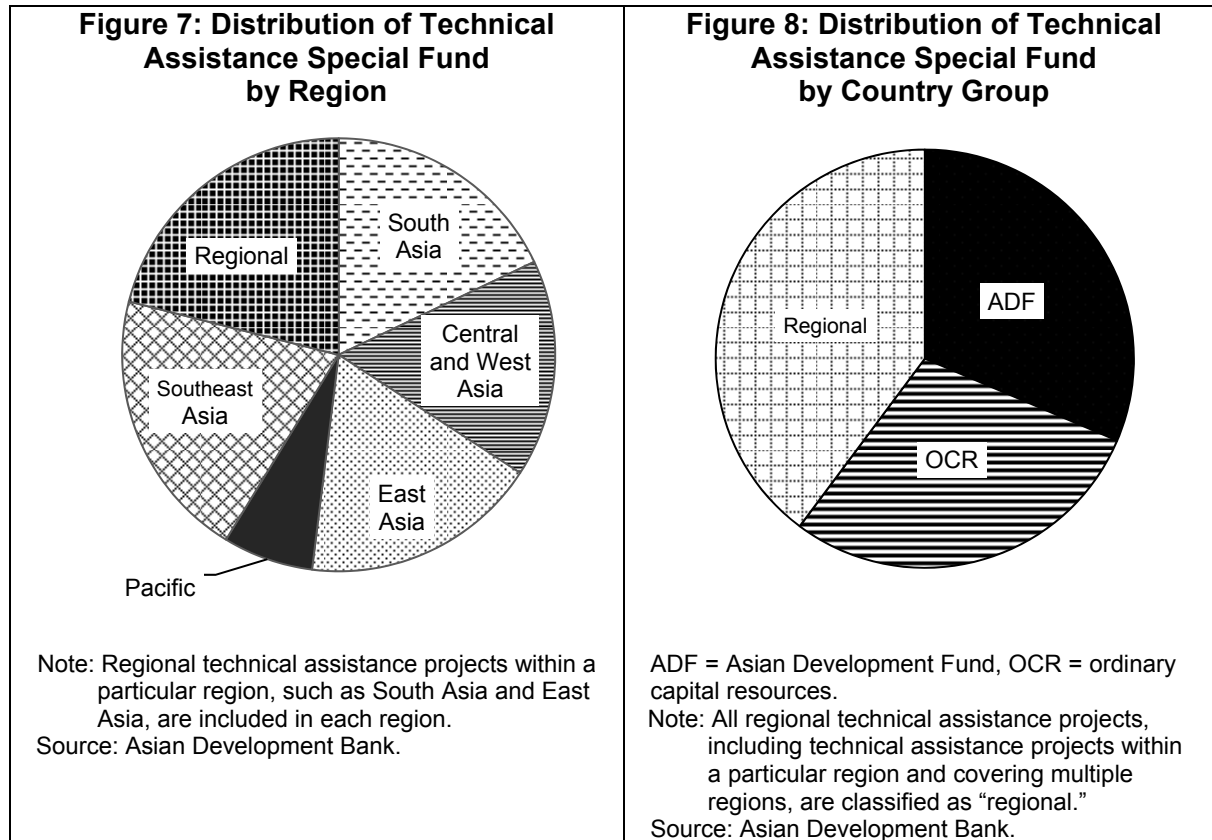 Figure 7: Distribution of Technical
Assistance Special Fund
by Region
South
Asia
Central
and West
Asia
East
Asia
Pacific
Southeast
Asia
Regional
Note: Regional technical assistance projects within a
particular region, such as South Asia and East
Asia, are included in each region.
Source: Asian Development Bank.
Figure 8: Distribution of Technical
Assistance Special Fund
by Country Group
ADF
OCR
Regional
ADF = Asian Development Fund, OCR = ordinary
capital resources.
Note: All regional technical assistance projects,
including technical assistance projects within
a particular region and covering multiple
regions, are classified as “regional.”
Source: Asian Development Bank.